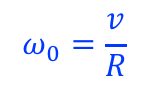 ω₀ = v/R